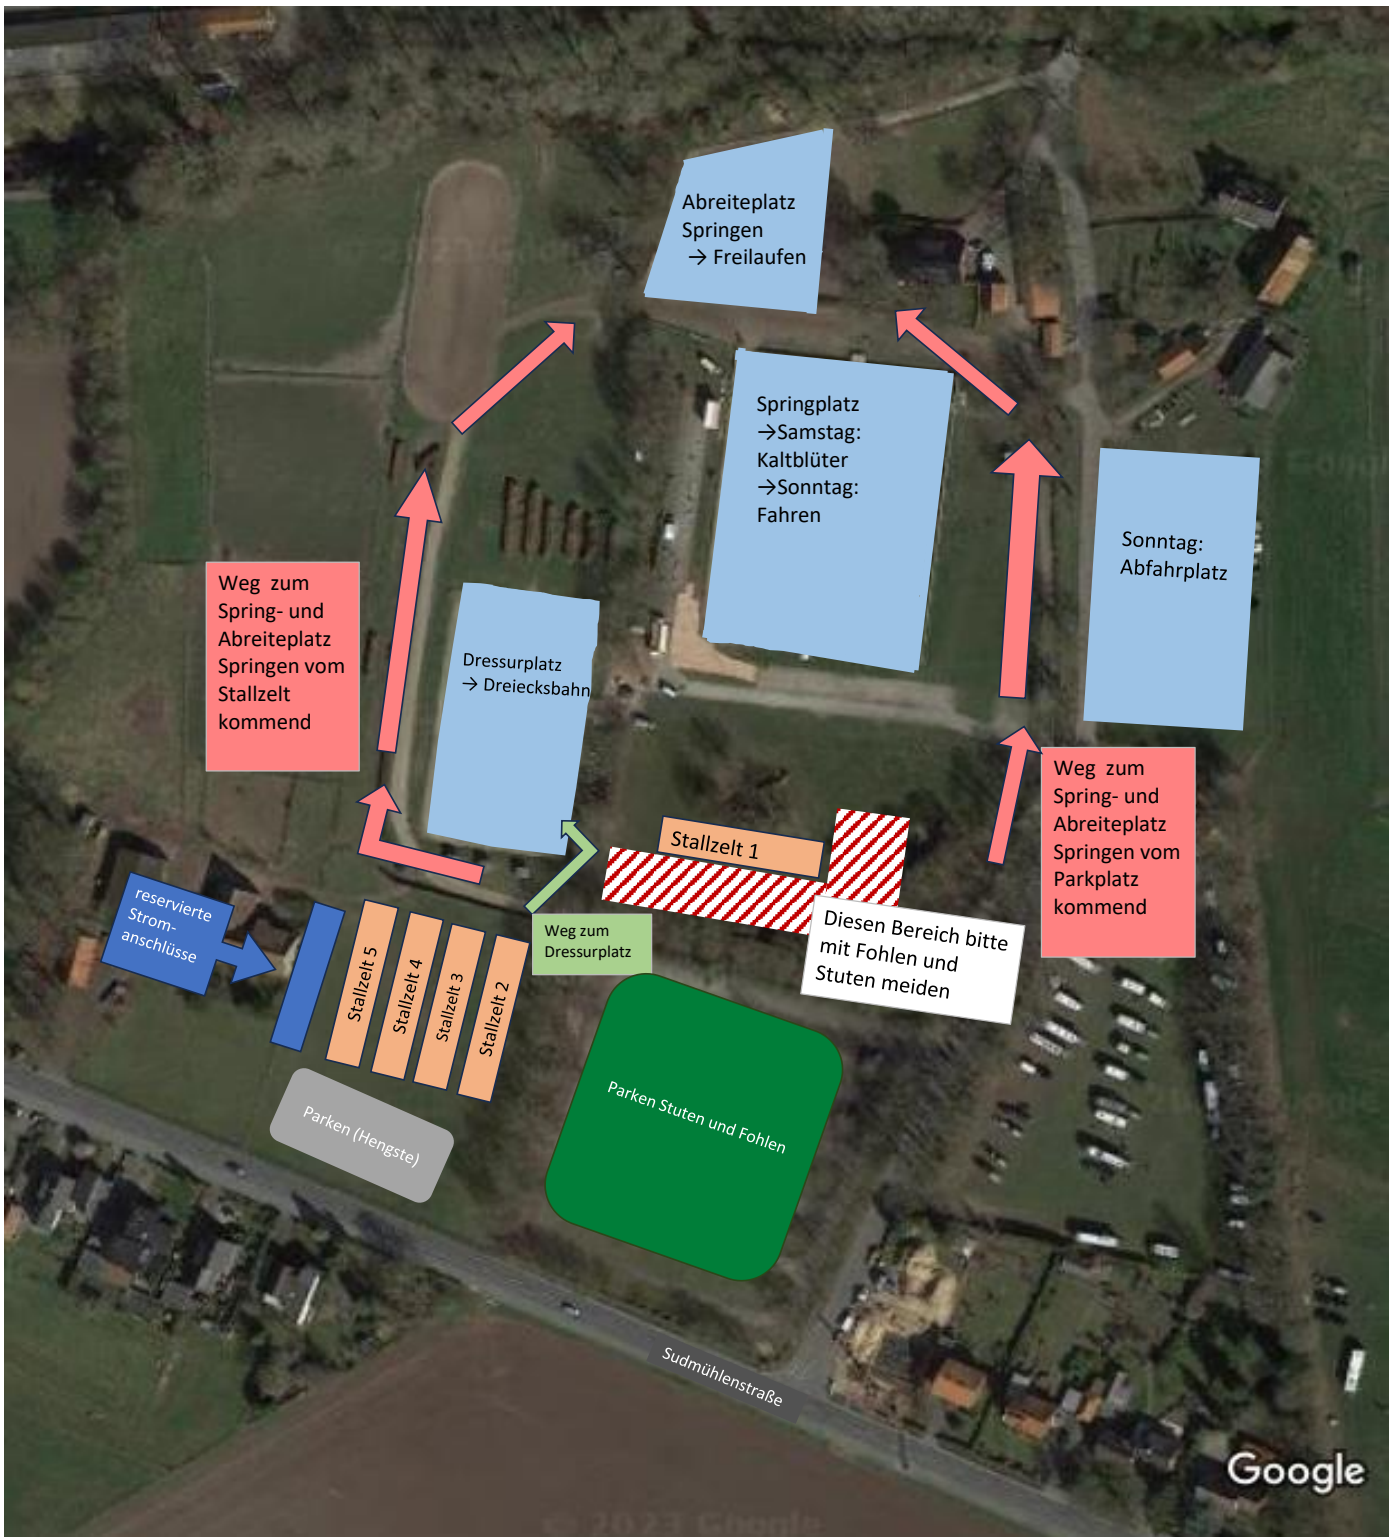 Abreiteplatz
Springen
→ Freilaufen
Springplatz
→Samstag:
Kaltblüter
→Sonntag:
Fahren
Sonntag:
Abfahrplatz
Weg zum
Spring- und
Abreiteplatz
Springen vom
Stallzelt
kommend
Dressurplatz
→ Dreiecksbahn
Weg zum
Spring- und
Abreiteplatz
Springen vom
Parkplatz
kommend
Stallzelt 1
reservierte
Strom-
anschlüsse
Stallzelt 5
Stallzelt 4
Stallzelt 3
Stallzelt 2
Weg zum
Dressurplatz
Diesen Bereich bitte
mit Fohlen und
Stuten meiden
Parken (Hengste)
Parken Stuten und Fohlen
Sudmühlenstraße
Google
© 2023 Google